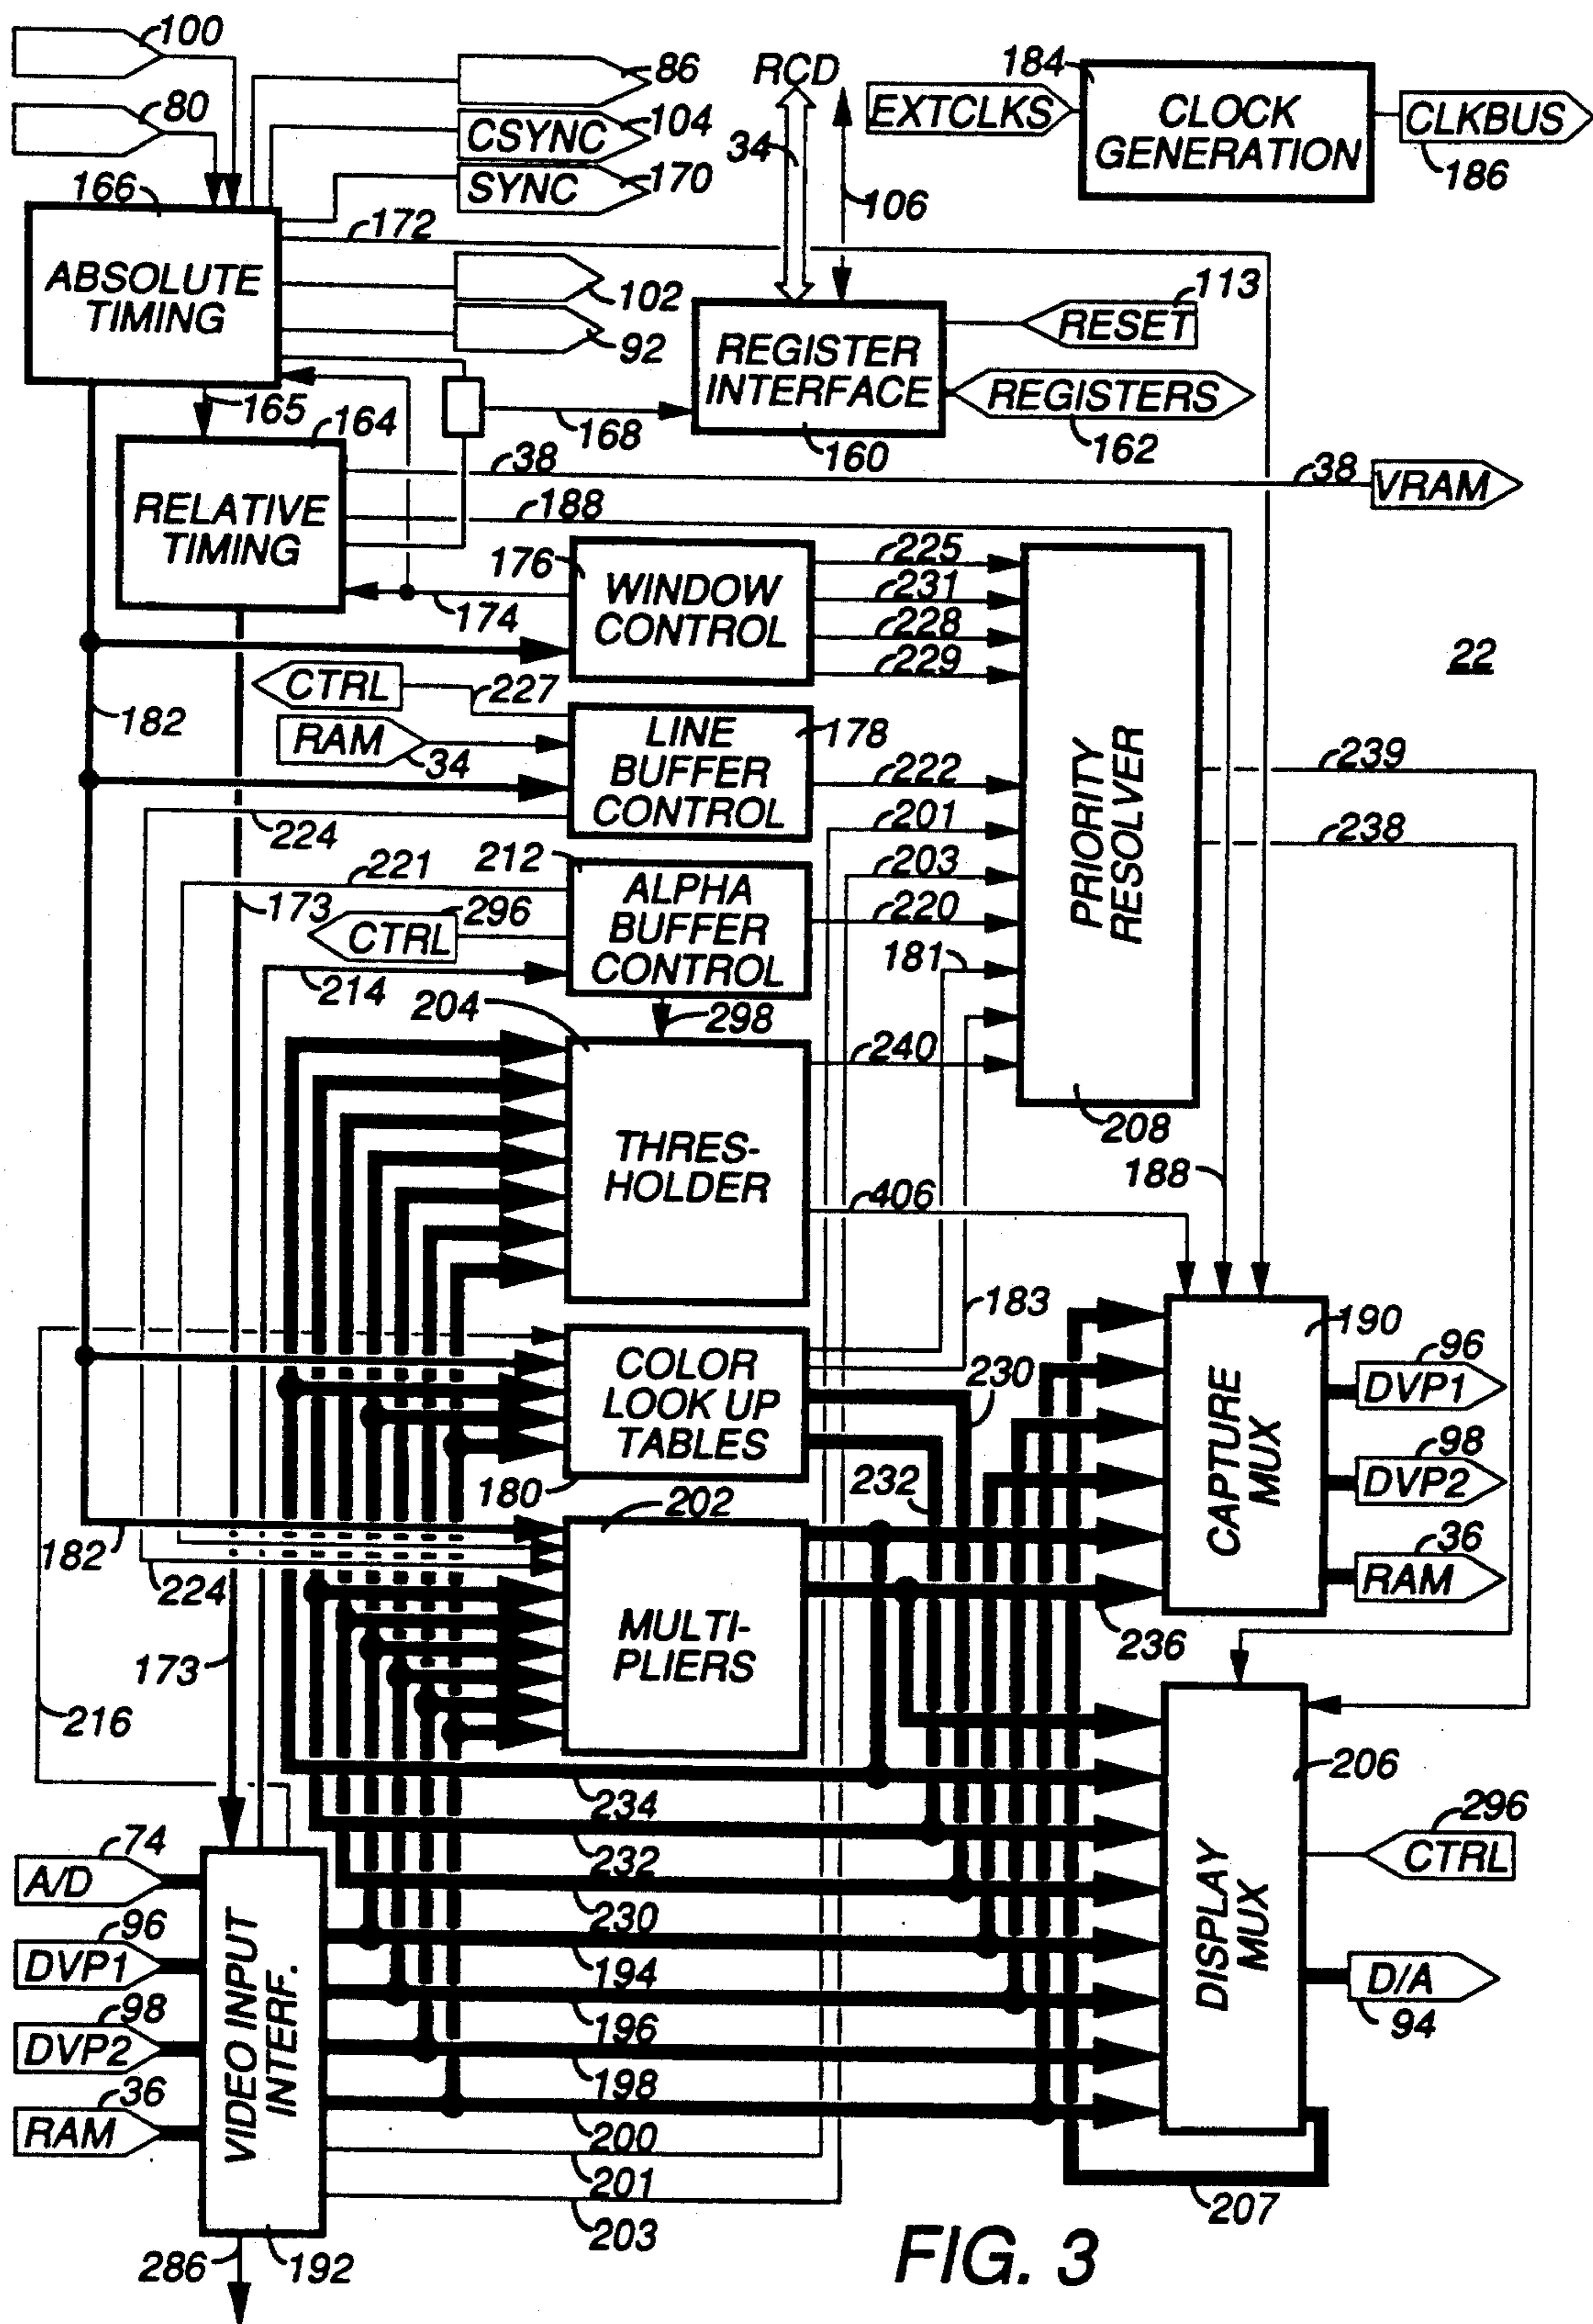 100
86
RCD
184
EXTCLKS
CLOCK
GENERATION
CLKBUS
186
80
CSYNC
104
34
106
SYNC
170
166
172
ABSOLUTE
TIMING
102
92
113
RESET
REGISTER
INTERFACE
REGISTERS
162
160
165
164
168
38
38
VRAM
RELATIVE
TIMING
188
176
WINDOW
CONTROL
174
225
231
228
229
22
182
CTRL
227
RAM
34
LINE
BUFFER
CONTROL
178
222
224
201
PRIORITY
RESOLVER
239
238
221
212
ALPHA
BUFFER
CONTROL
203
220
173
296
CTRL
214
181
204
298
240
208
THRES-
HOLDER
406
188
183
190
COLOR
LOOK UP
TABLES
180
230
232
CAPTURE
MUX
96
DVP1
98
DVP2
36
RAM
182
224
202
MULTI-
PLIERS
236
173
216
234
232
230
194
196
198
200
201
203
206
DISPLAY
MUX
296
CTRL
D/A
94
207
74
A/D
96
DVP1
98
DVP2
36
RAM
VIDEO INPUT
INTERF.
286
192
FIG. 3